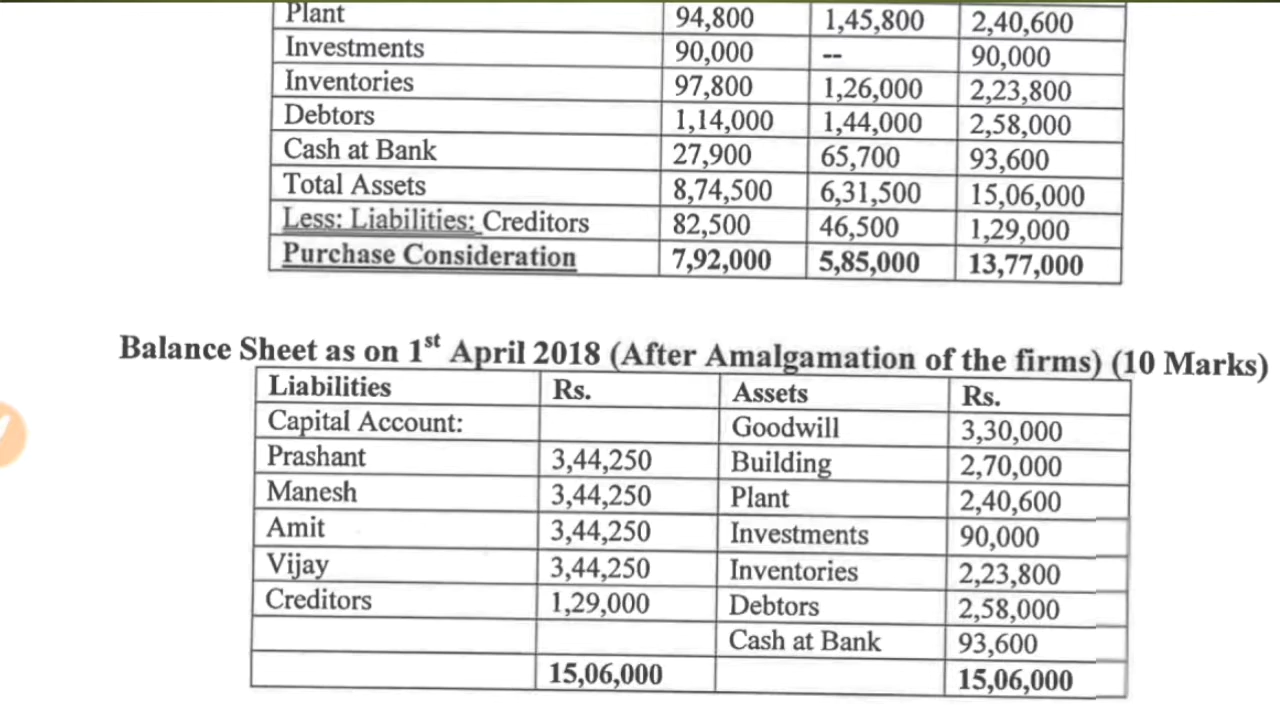 Plant 94,800 1,45,800 2,40,600
Investments 90,000 -- 90,000
Inventories 97,800 1,26,000 2,23,800
Debtors 1,14,000 1,44,000 2,58,000
Cash at Bank 27,900 65,700 93,600
Total Assets 8,74,500 6,31,500 15,06,000
Less: Liabilities: Creditors 82,500 46,500 1,29,000
Purchase Consideration 7,92,000 5,85,000 13,77,000
Balance Sheet as on 1st April 2018 (After Amalgamation of the firms) (10 Marks)
Liabilities Rs. Assets Rs.
Capital Account: Goodwill 3,30,000
Prashant 3,44,250 Building 2,70,000
Manesh 3,44,250 Plant 2,40,600
Amit 3,44,250 Investments 90,000
Vijay 3,44,250 Inventories 2,23,800
Creditors 1,29,000 Debtors 2,58,000
Cash at Bank 93,600
15,06,000 15,06,000